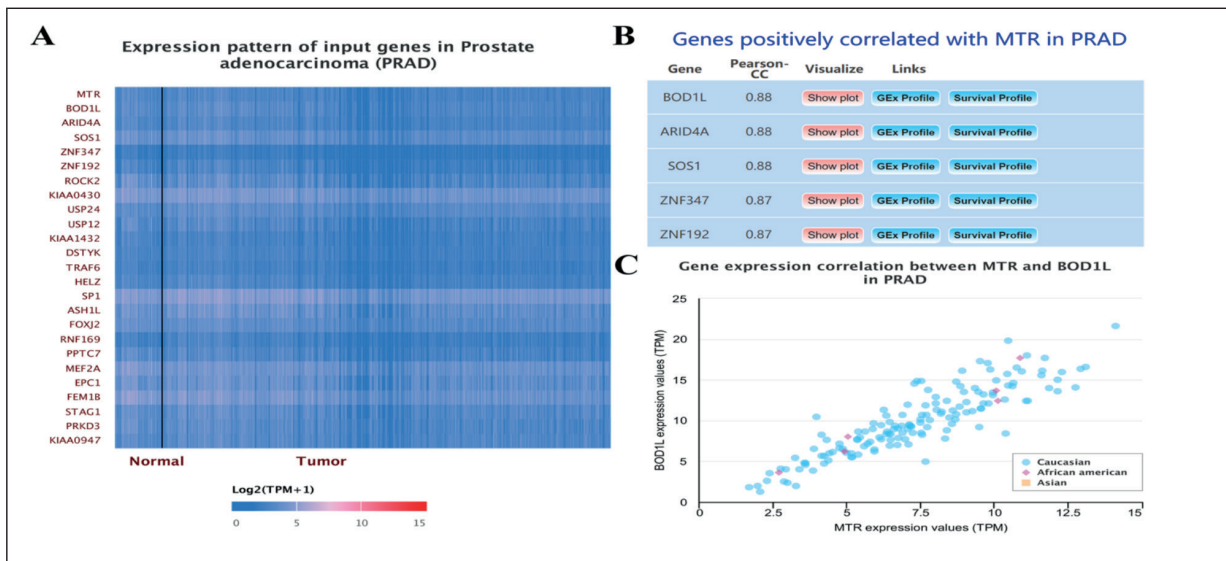 A
Expression pattern of input genes in Prostate
adenocarcinoma (PRAD)
MTR
BOD1L
ARID4A
SOS1
ZNF347
ZNF192
ROCK2
KIAA0430
USP24
USP12
KIAA1432
DSTYK
TRAF6
HELZ
SP1
ASH1L
FOXJ2
RNF169
PPTC7
MEF2A
EPC1
FEM1B
STAG1
PRKD3
KIAA0947
Normal Tumor
Log2(TPM+1)
0 5 10 15
B
Genes positively correlated with MTR in PRAD
Gene Pearson-CC Visualize Links
BOD1L 0.88 Show plot GEx Profile Survival Profile
ARID4A 0.88 Show plot GEx Profile Survival Profile
SOS1 0.88 Show plot GEx Profile Survival Profile
ZNF347 0.87 Show plot GEx Profile Survival Profile
ZNF192 0.87 Show plot GEx Profile Survival Profile
C
Gene expression correlation between MTR and BOD1L
in PRAD
BOD1L expression values (TPM)
25
20
15
10
5
0
0 2.5 5 7.5 10 12.5 15
MTR expression values (TPM)
Caucasian
African american
Asian